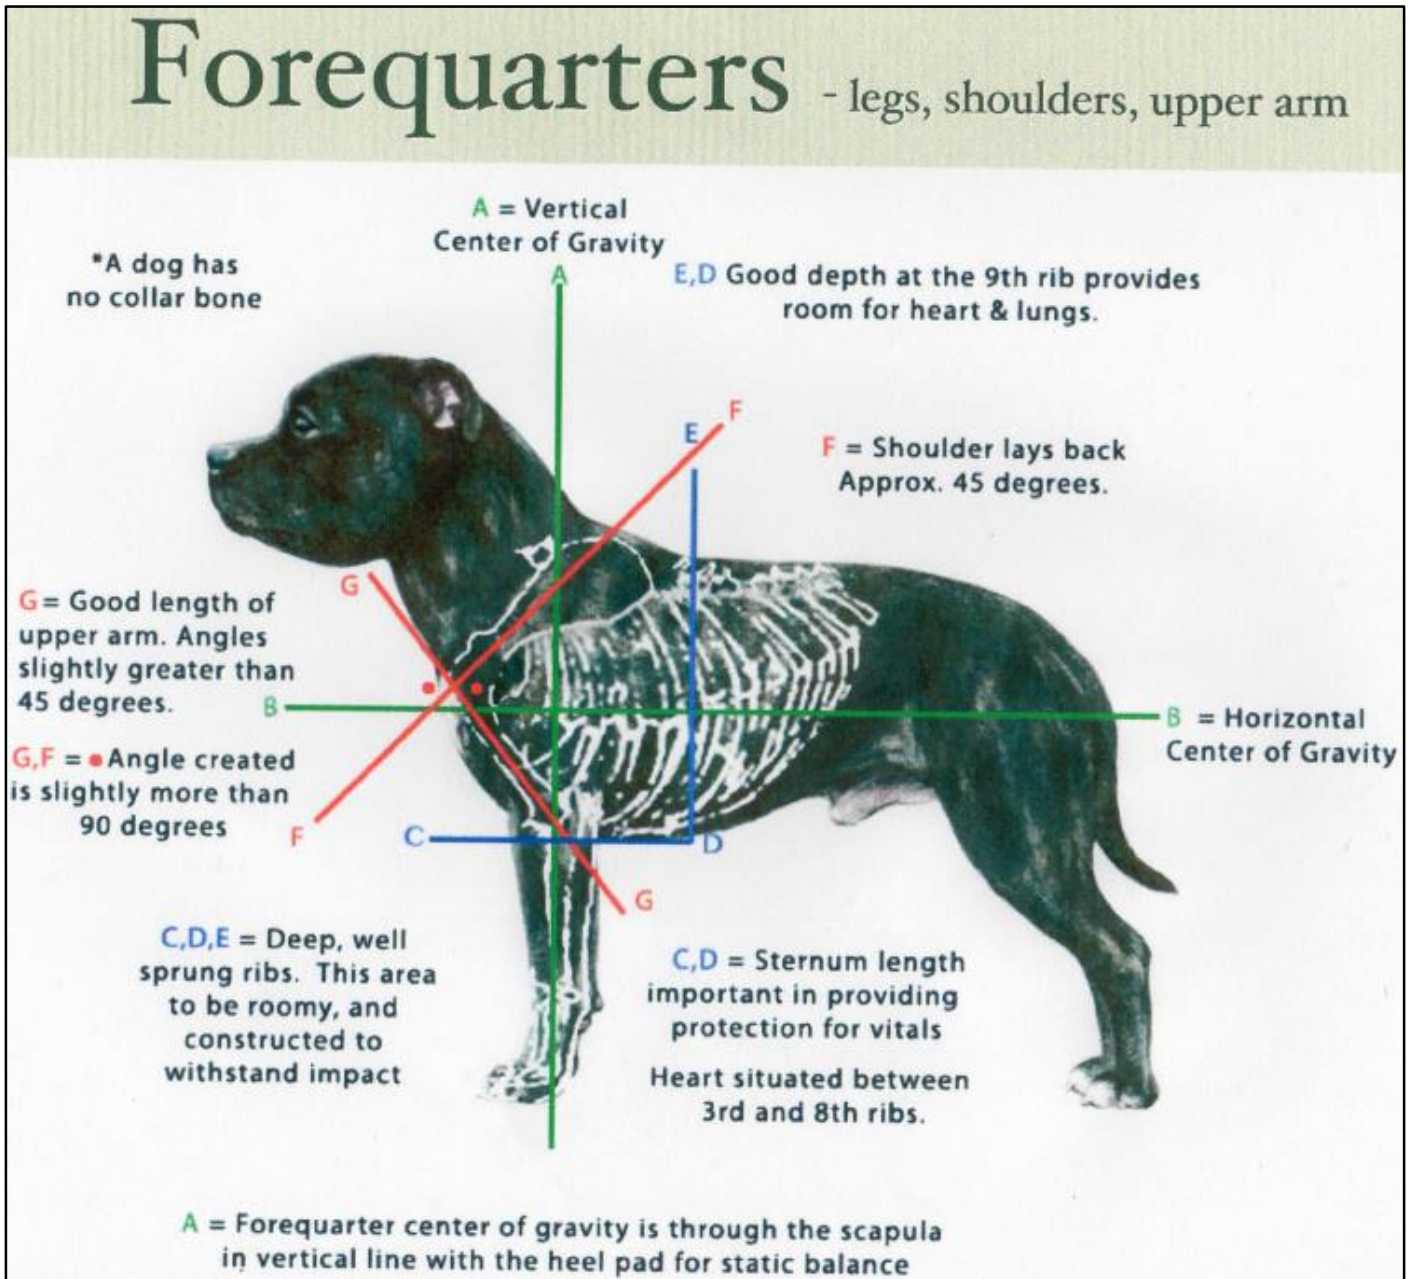 Forequarters - legs, shoulders, upper arm
A = Vertical
Center of Gravity
A
*A dog has
no collar bone
E,D Good depth at the 9th rib provides
room for heart & lungs.
F
E
F = Shoulder lays back
Approx. 45 degrees.
G
G= Good length of
upper arm. Angles
slightly greater than
45 degrees.
B
B = Horizontal
Center of Gravity
G,F = •Angle created
is slightly more than
90 degrees
F
C
D
G
C,D,E = Deep, well
sprung ribs. This area
to be roomy, and
constructed to
withstand impact
C,D = Sternum length
important in providing
protection for vitals
Heart situated between
3rd and 8th ribs.
A = Forequarter center of gravity is through the scapula
in vertical line with the heel pad for static balance